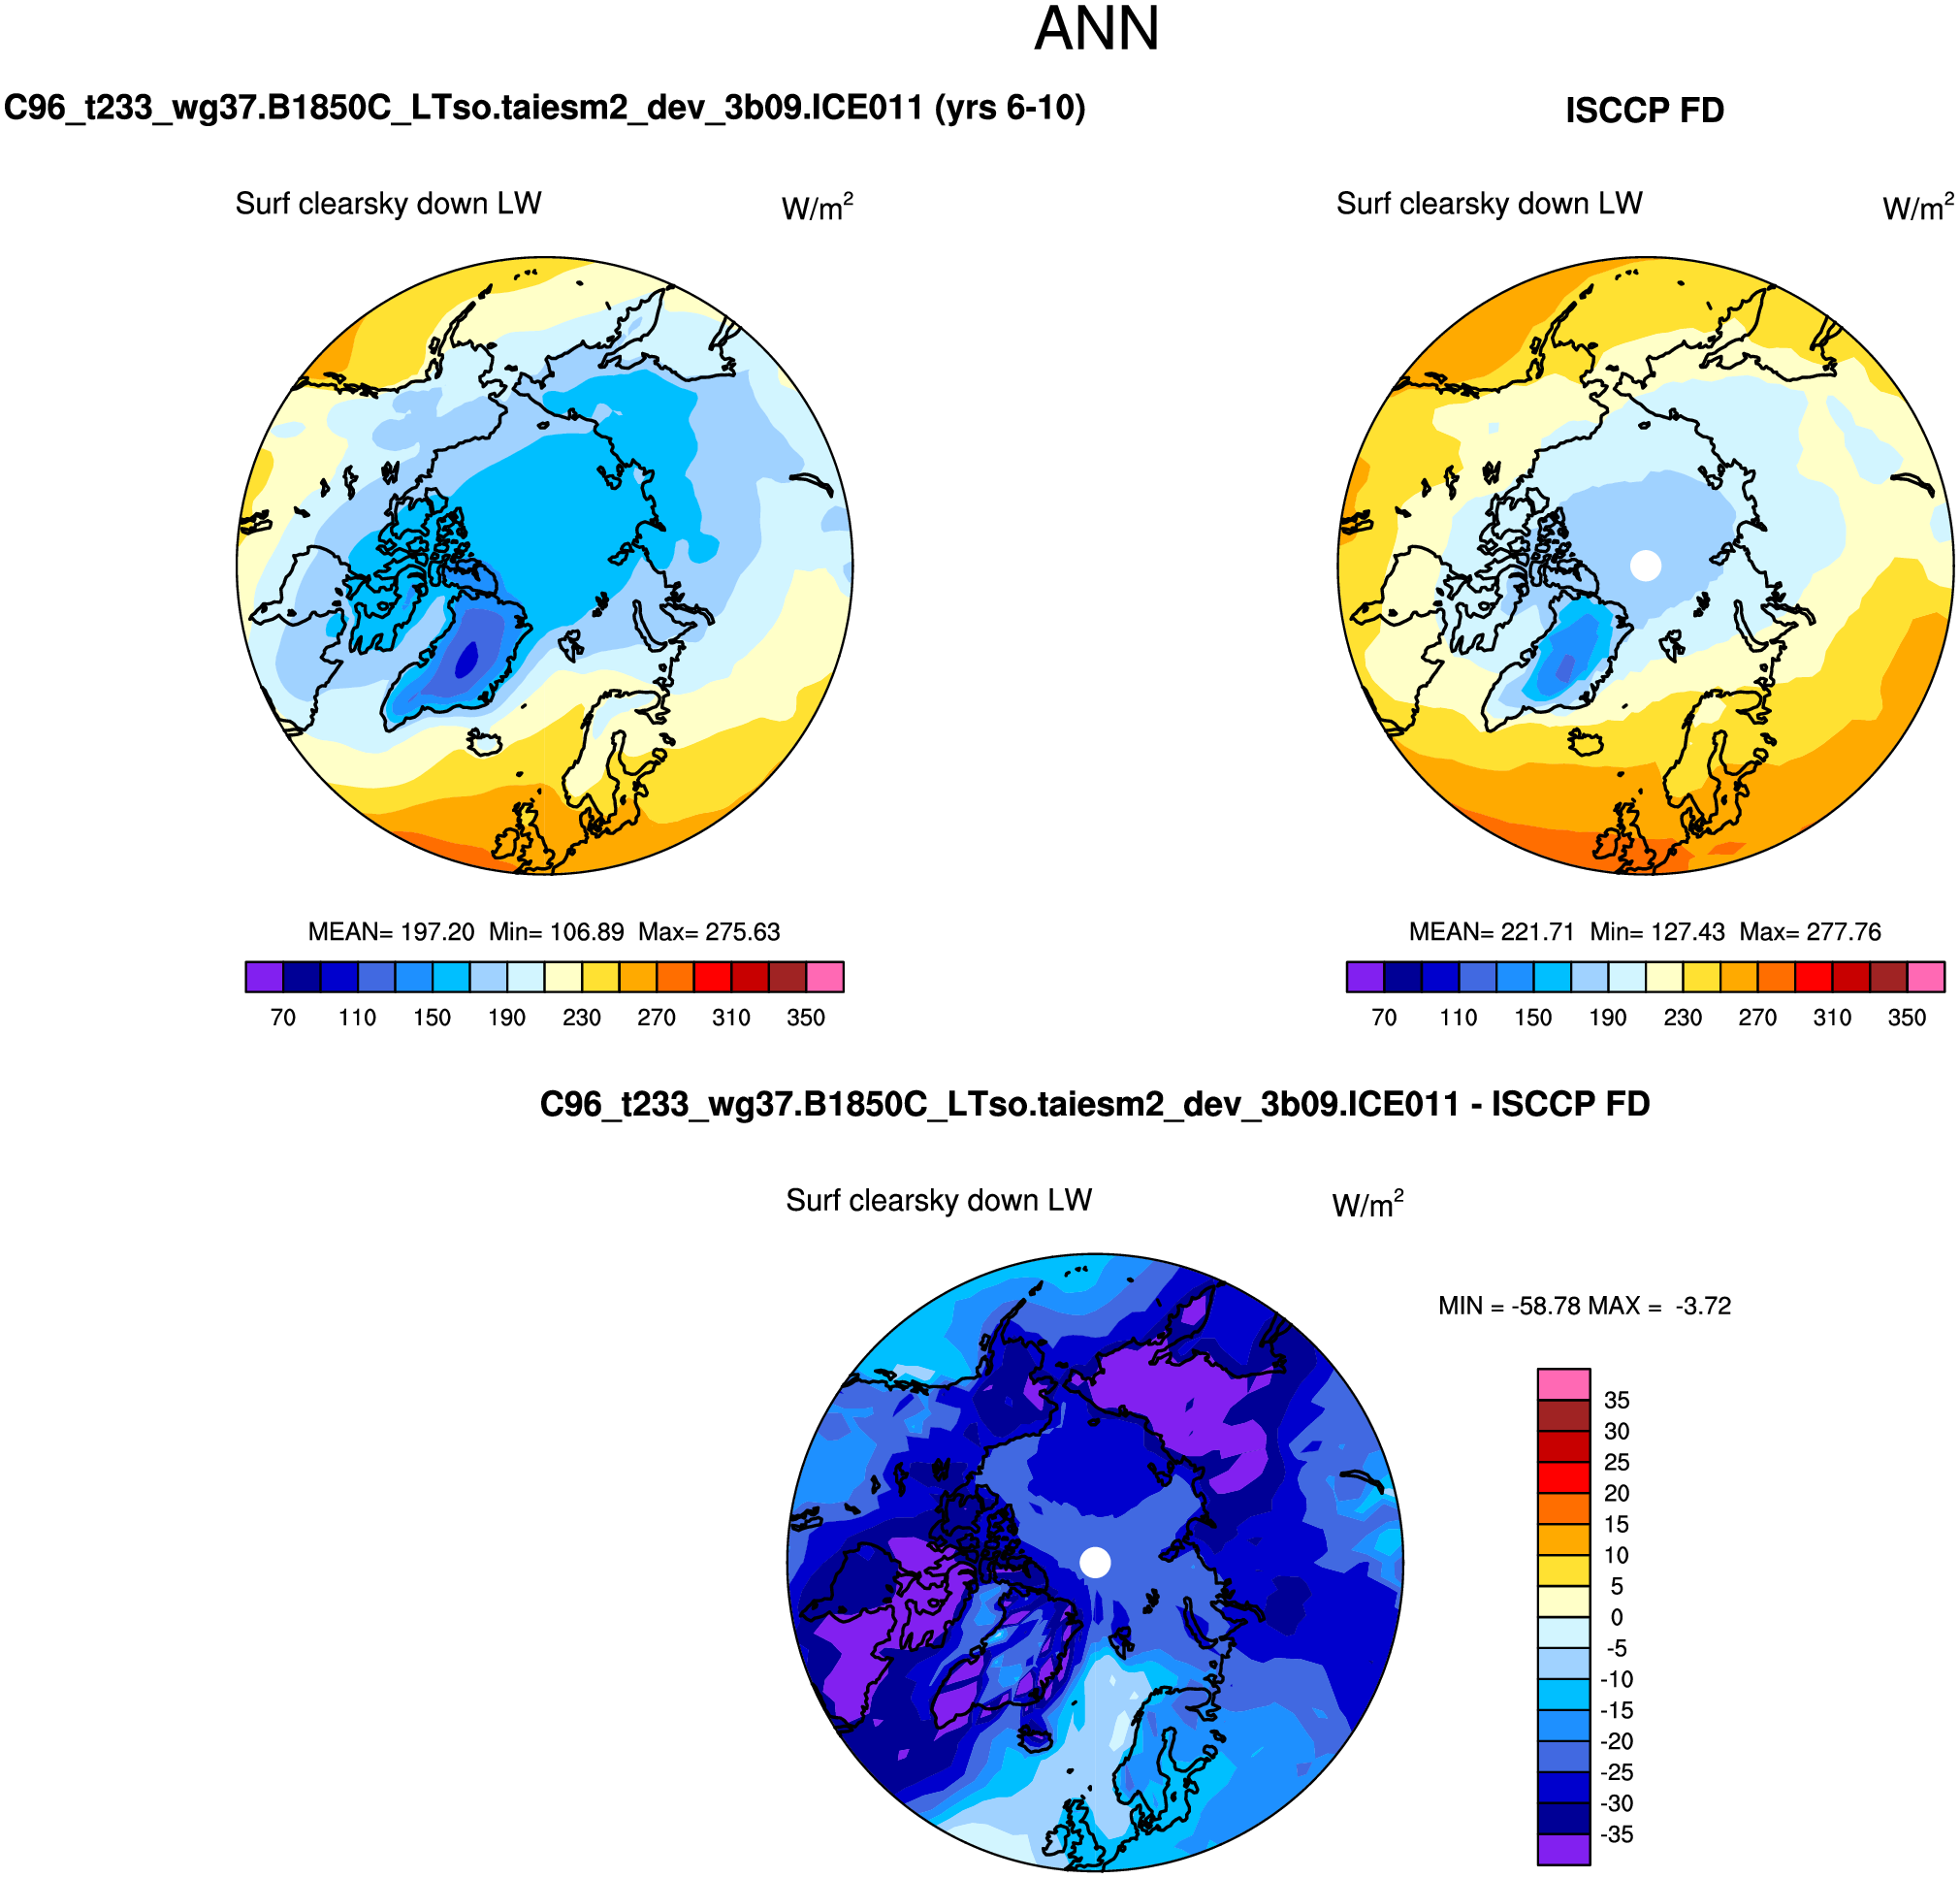 ANN
C96_t233_wg37.B1850C_LTso.taiesm2_dev_3b09.ICE011 (yrs 6-10)
ISCCP FD
Surf clearsky down LW W/m²
Surf clearsky down LW W/m²
MEAN= 197.20 Min= 106.89 Max= 275.63
MEAN= 221.71 Min= 127.43 Max= 277.76
70 110 150 190 230 270 310 350
70 110 150 190 230 270 310 350
C96_t233_wg37.B1850C_LTso.taiesm2_dev_3b09.ICE011 - ISCCP FD
Surf clearsky down LW W/m²
MIN = -58.78 MAX = -3.72
35
30
25
20
15
10
5
0
-5
-10
-15
-20
-25
-30
-35